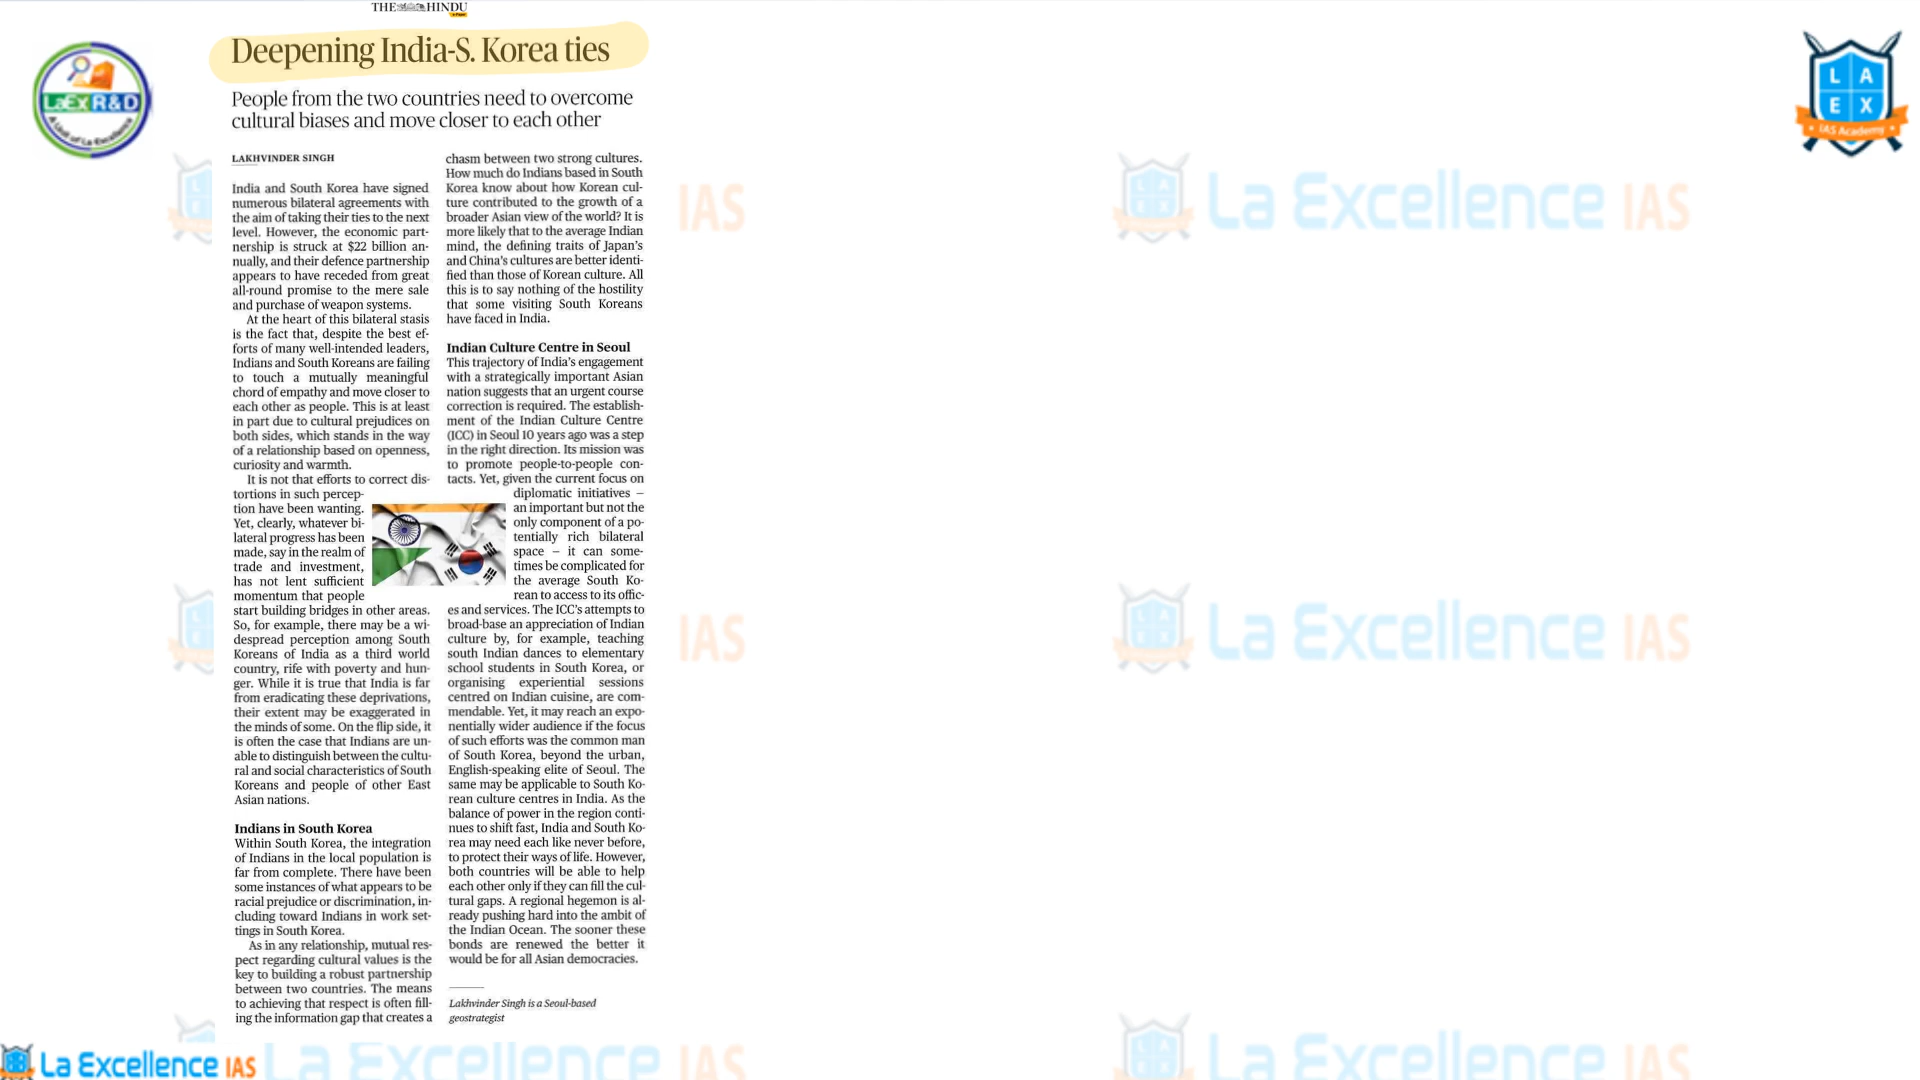 THE HINDU
Deepening India-S. Korea ties
People from the two countries need to overcome
cultural biases and move closer to each other
LAKHVINDER SINGH
India and South Korea have signed
numerous bilateral agreements with
the aim of taking their ties to the next
level. However, the economic part-
nership is struck at $22 billion an-
nually, and their defence partnership
appears to have receded from great
all-round promise to the mere sale
and purchase of weapon systems.
At the heart of this bilateral stasis
is the fact that, despite the best ef-
forts of many well-intended leaders,
Indians and South Koreans are failing
to touch a mutually meaningful
chord of empathy and move closer to
each other as people. This is at least
in part due to cultural prejudices on
both sides, which stands in the way
of a relationship based on openness,
curiosity and warmth.
It is not that efforts to correct dis-
tortions in such percep-
tion have been wanting.
Yet, clearly, whatever bi-
lateral progress has been
made, say in the realm of
trade and investment,
has not lent sufficient
momentum that people
start building bridges in other areas.
So, for example, there may be a wi-
despread perception among South
Koreans of India as a third world
country, rife with poverty and hun-
ger. While it is true that India is far
from eradicating these deprivations,
their extent may be exaggerated in
the minds of some. On the flip side, it
is often the case that Indians are un-
able to distinguish between the cultu-
ral and social characteristics of South
Koreans and people of other East
Asian nations.
Indians in South Korea
Within South Korea, the integration
of Indians in the local population is
far from complete. There have been
some instances of what appears to be
racial prejudice or discrimination, in-
cluding toward Indians in work set-
tings in South Korea.
As in any relationship, mutual res-
pect regarding cultural values is the
key to building a robust partnership
between two countries. The means
to achieving that respect is often fill-
ing the information gap that creates a
chasm between two strong cultures.
How much do Indians based in South
Korea know about how Korean cul-
ture contributed to the growth of a
broader Asian view of the world? It is
more likely that to the average Indian
mind, the defining traits of Japan's
and China's cultures are better identi-
fied than those of Korean culture. All
this is to say nothing of the hostility
that some visiting South Koreans
have faced in India.
Indian Culture Centre in Seoul
This trajectory of India's engagement
with a strategically important Asian
nation suggests that an urgent course
correction is required. The establish-
ment of the Indian Culture Centre
(ICC) in Seoul 10 years ago was a step
in the right direction. Its mission was
to promote people-to-people con-
tacts. Yet, given the current focus on
diplomatic initiatives –
an important but not the
only component of a po-
tentially rich bilateral
space – it can some-
times be complicated for
the average South Ko-
rean to access to its offic-
es and services. The ICC's attempts to
broad-base an appreciation of Indian
culture by, for example, teaching
south Indian dances to elementary
school students in South Korea, or
organising experiential sessions
centred on Indian cuisine, are com-
mendable. Yet, it may reach an expo-
nentially wider audience if the focus
of such efforts was the common man
of South Korea, beyond the urban,
English-speaking elite of Seoul. The
same may be applicable to South Ko-
rean culture centres in India. As the
balance of power in the region conti-
nues to shift fast, India and South Ko-
rea may need each like never before,
to protect their ways of life. However,
both countries will be able to help
each other only if they can fill the cul-
tural gaps. A regional hegemon is al-
ready pushing hard into the ambit of
the Indian Ocean. The sooner these
bonds are renewed the better it
would be for all Asian democracies.
Lakhvinder Singh is a Seoul-based
geostrategist
LaEx R&D
A Unit of La Excellence
L A
E X
IAS Academy
IAS
La Excellence IAS
IAS
La Excellence IAS
La Excellence IAS
La Excellence IAS
La Excellence IAS